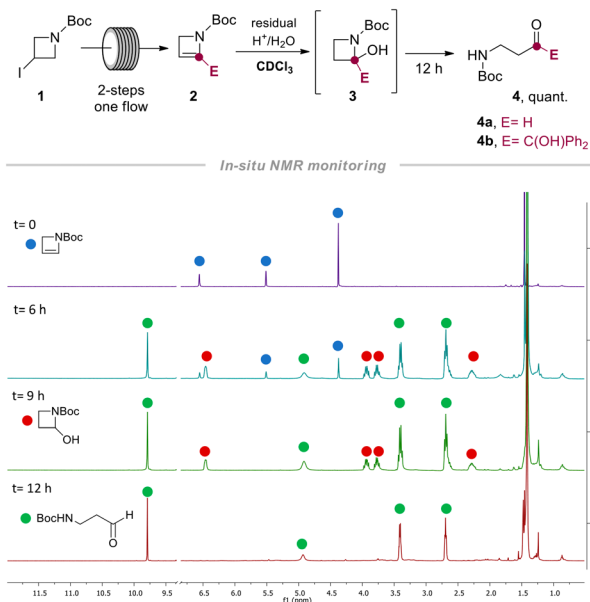 Boc
N
I
1
2-steps
one flow
Boc
N
E
2
residual
H⁺/H₂O
CDCl₃
Boc
N
OH
E
3
12 h
O
HN
E
Boc
4, quant.
4a, E= H
4b, E= C(OH)Ph₂
In-situ NMR monitoring
t= 0
NBoc
t= 6 h
t= 9 h
NBoc
OH
t= 12 h
BocHN
H
O
11.5 11.0 10.5 10.0 9.5 6.5 6.0 5.5 5.0 4.5 4.0 3.5 3.0 2.5 2.0 1.5 1.0
f1 (ppm)